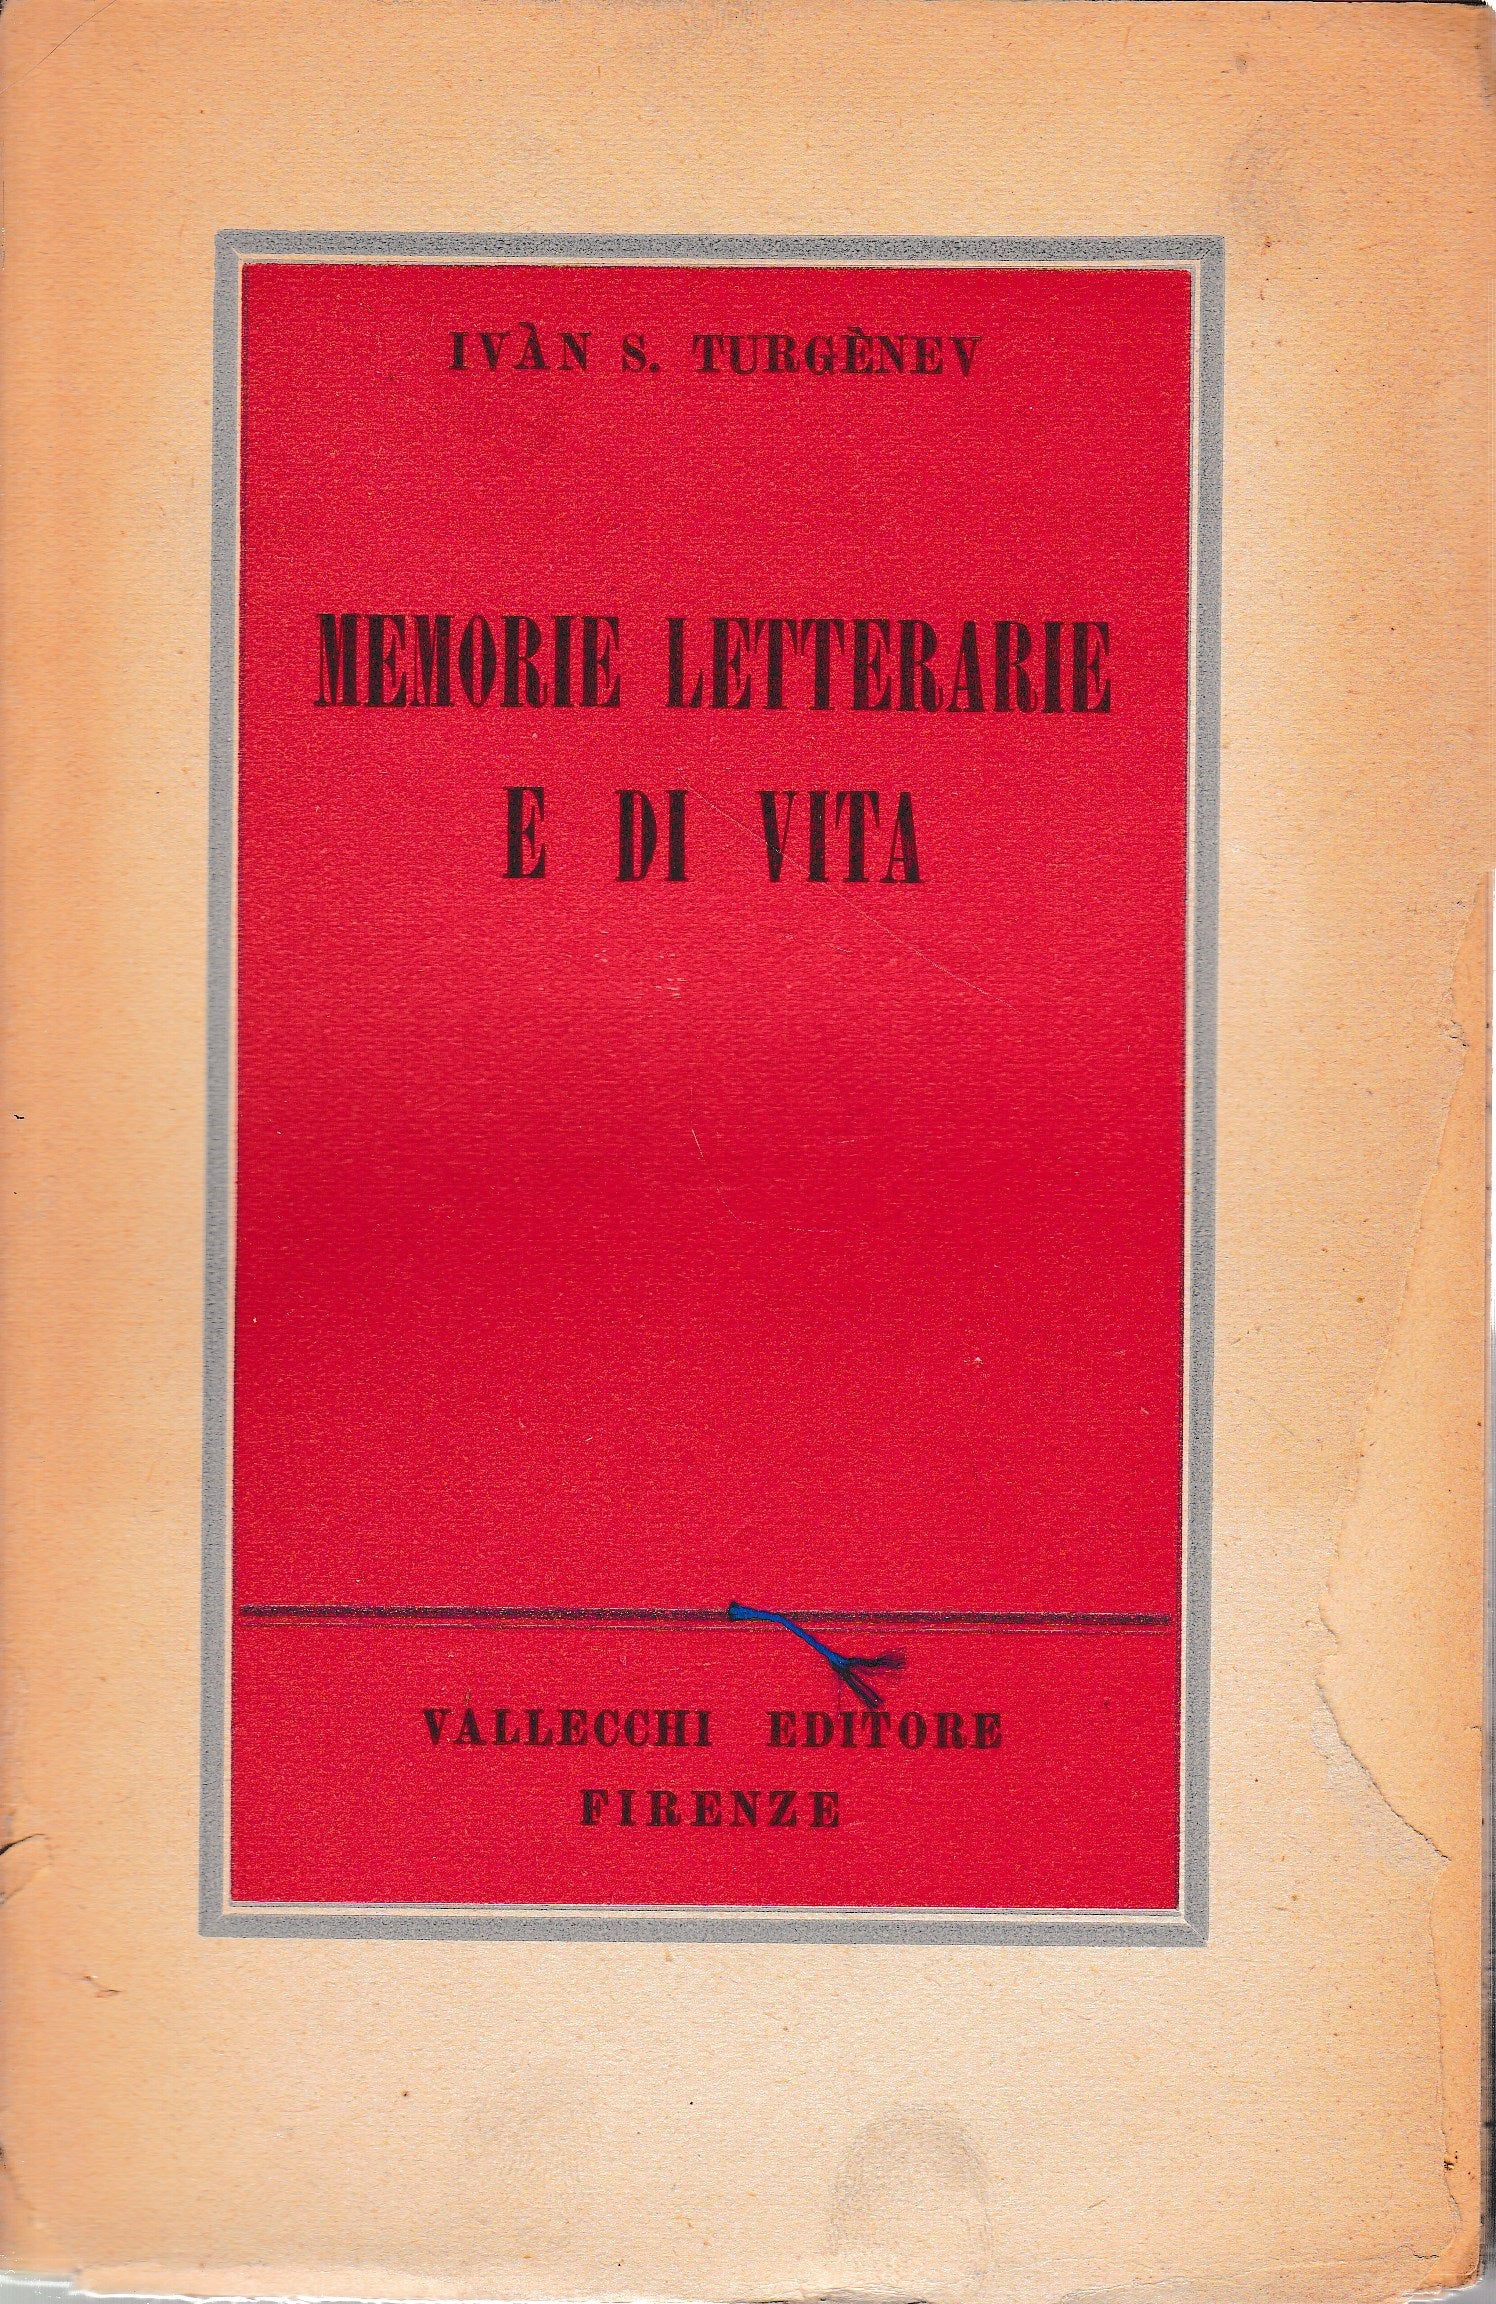 IVÀN S. TURGÈNEV
MEMORIE LETTERARIE
E DI VITA
VALLECCHI EDITORE
FIRENZE